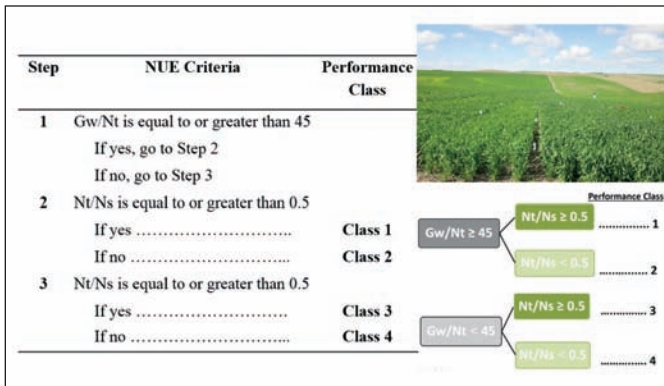 Step NUE Criteria Performance
Class
1 Gw/Nt is equal to or greater than 45
If yes, go to Step 2
If no, go to Step 3
2 Nt/Ns is equal to or greater than 0.5
If yes ………………………….. Class 1
If no …………………………... Class 2
3 Nt/Ns is equal to or greater than 0.5
If yes …………………………. Class 3
If no …………………………... Class 4
Performance Class
Gw/Nt ≥ 45
Nt/Ns ≥ 0.5 ................ 1
Nt/Ns < 0.5 ................ 2
Gw/Nt < 45
Nt/Ns ≥ 0.5 ................ 3
Nt/Ns < 0.5 ................ 4